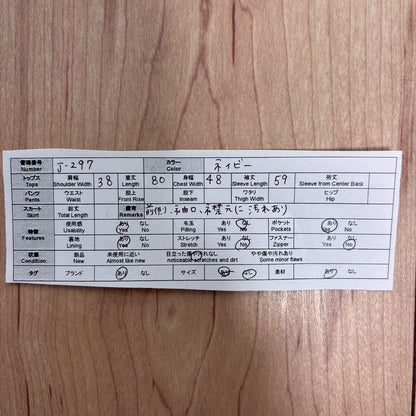 管理番号 J-297 カラー ネイビー
Number Color
トップス 肩幅 38 着丈 80 身幅 48 袖丈 59 裄丈
Tops Shoulder Width Length Chest Width Sleeve Length Sleeve from Center Back
パンツ ウエスト 股上 股下 ワタリ ヒップ
Pants Waist Front Rise inseam Thigh Width Hip
スカート 総丈 備考 前側、袖口、襟元に汚れあり
Skirt Total Length Remarks
特徴 使用感 あり なし 毛玉 あり なし ポケット あり なし
Features Usability Yes No Pilling Yes No Pockets Yes No
裏地 あり なし ストレッチ あり なし ファスナー あり なし
Lining Yes No Stretch Yes No Zipper Yes No
状態 新品 未使用に近い 目立った傷や汚れなし やや傷や汚れあり
Condition New Almost like new noticeable scratches and dirt Some minor flaws
タグ ブランド あり なし サイズ あり なし 素材 あり なし